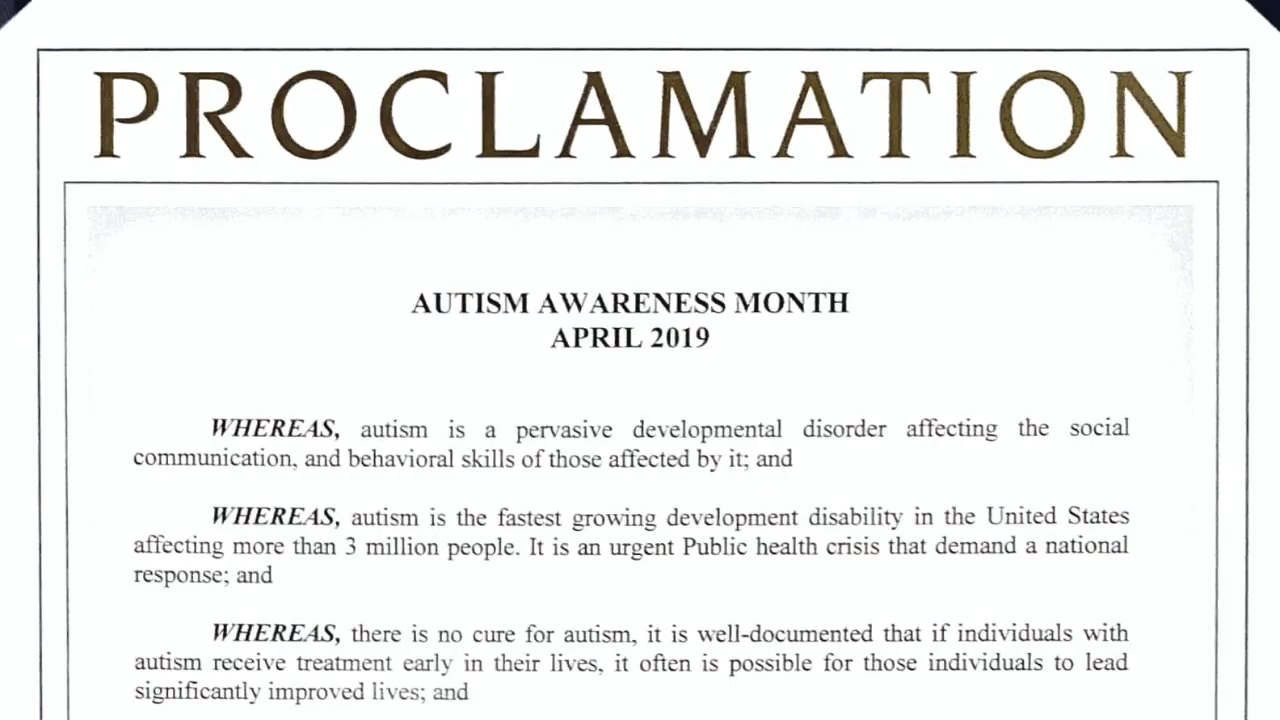 PROCLAMATION
AUTISM AWARENESS MONTH
APRIL 2019
WHEREAS, autism is a pervasive developmental disorder affecting the social
communication, and behavioral skills of those affected by it; and
WHEREAS, autism is the fastest growing development disability in the United States
affecting more than 3 million people. It is an urgent Public health crisis that demand a national
response; and
WHEREAS, there is no cure for autism, it is well-documented that if individuals with
autism receive treatment early in their lives, it often is possible for those individuals to lead
significantly improved lives; and